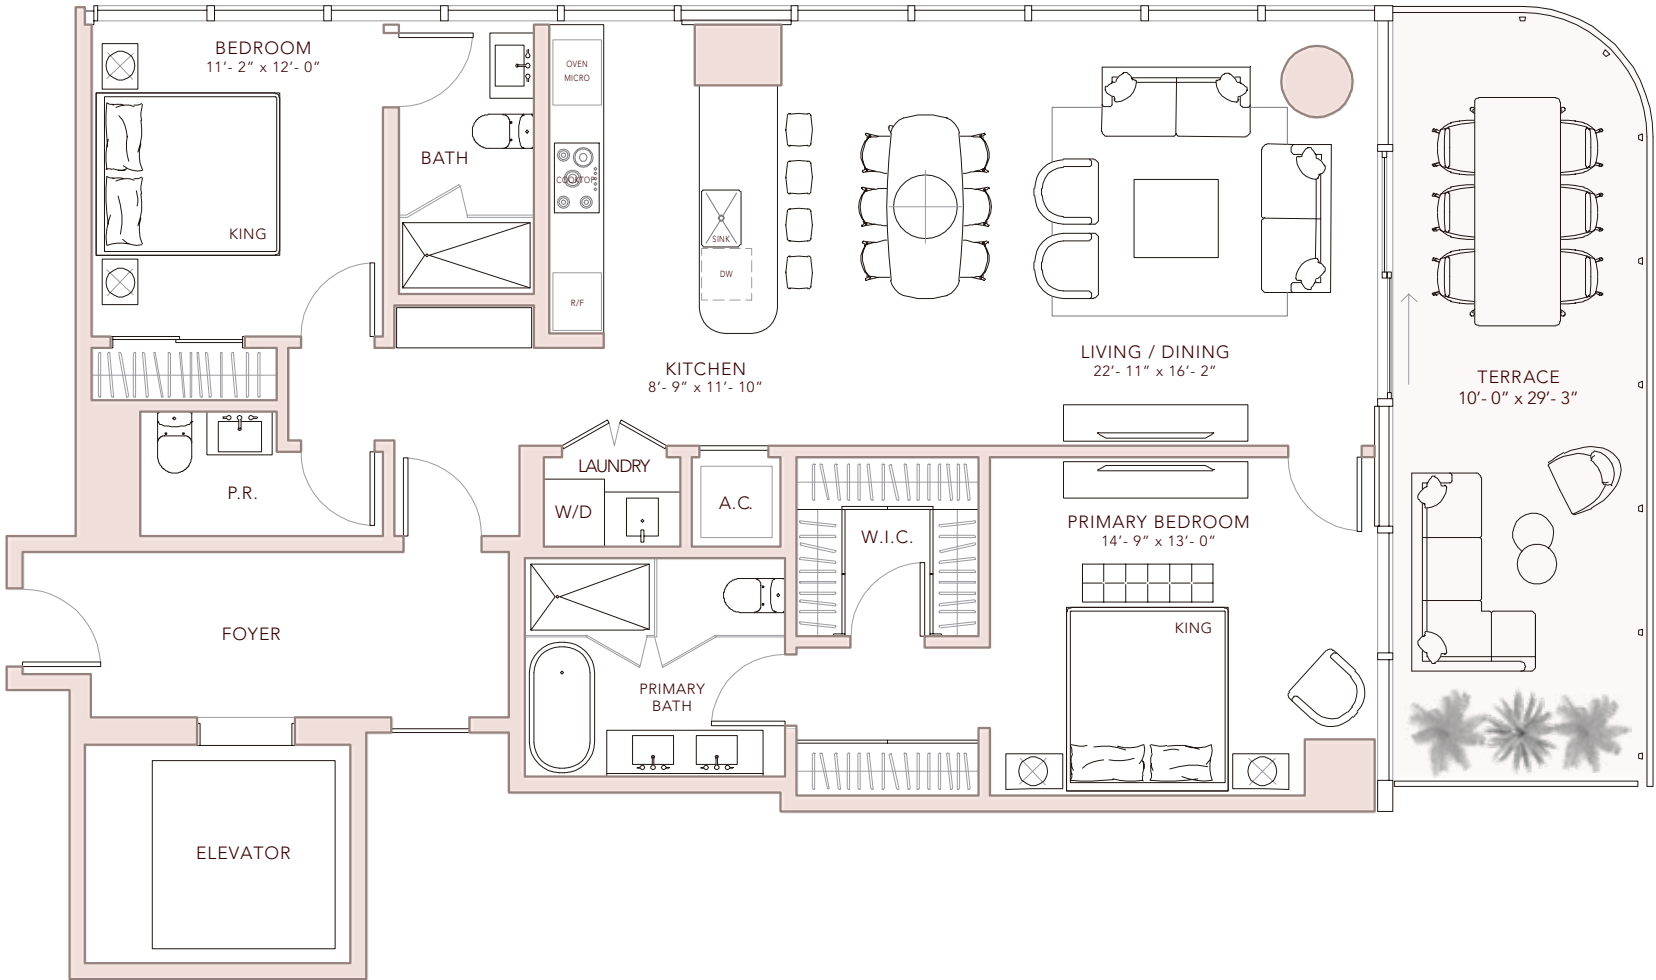 BEDROOM
11'- 2" x 12'- 0"
KING
BATH
OVEN
MICRO
COOKTOP
R/F
SINK
DW
KITCHEN
8'- 9" x 11'- 10"
LIVING / DINING
22'- 11" x 16'- 2"
TERRACE
10'- 0" x 29'- 3"
P.R.
LAUNDRY
W/D
A.C.
W.I.C.
PRIMARY BEDROOM
14'- 9" x 13'- 0"
KING
FOYER
PRIMARY
BATH
ELEVATOR